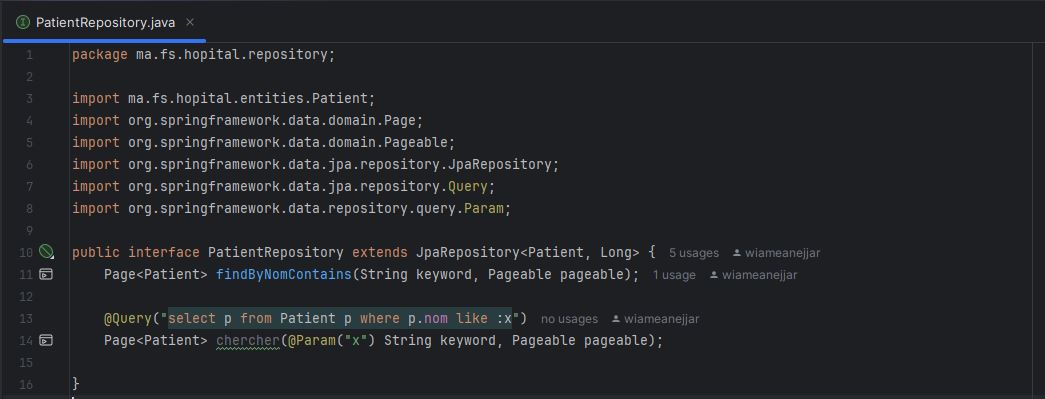 PatientRepository.java ×
1 package ma.fs.hopital.repository;
2
3 import ma.fs.hopital.entities.Patient;
4 import org.springframework.data.domain.Page;
5 import org.springframework.data.domain.Pageable;
6 import org.springframework.data.jpa.repository.JpaRepository;
7 import org.springframework.data.jpa.repository.Query;
8 import org.springframework.data.repository.query.Param;
9
10 public interface PatientRepository extends JpaRepository<Patient, Long> { 5 usages wiameanejjar
11 Page<Patient> findByNomContains(String keyword, Pageable pageable); 1 usage wiameanejjar
12
13 @Query("select p from Patient p where p.nom like :x") no usages wiameanejjar
14 Page<Patient> chercher(@Param("x") String keyword, Pageable pageable);
15
16 }